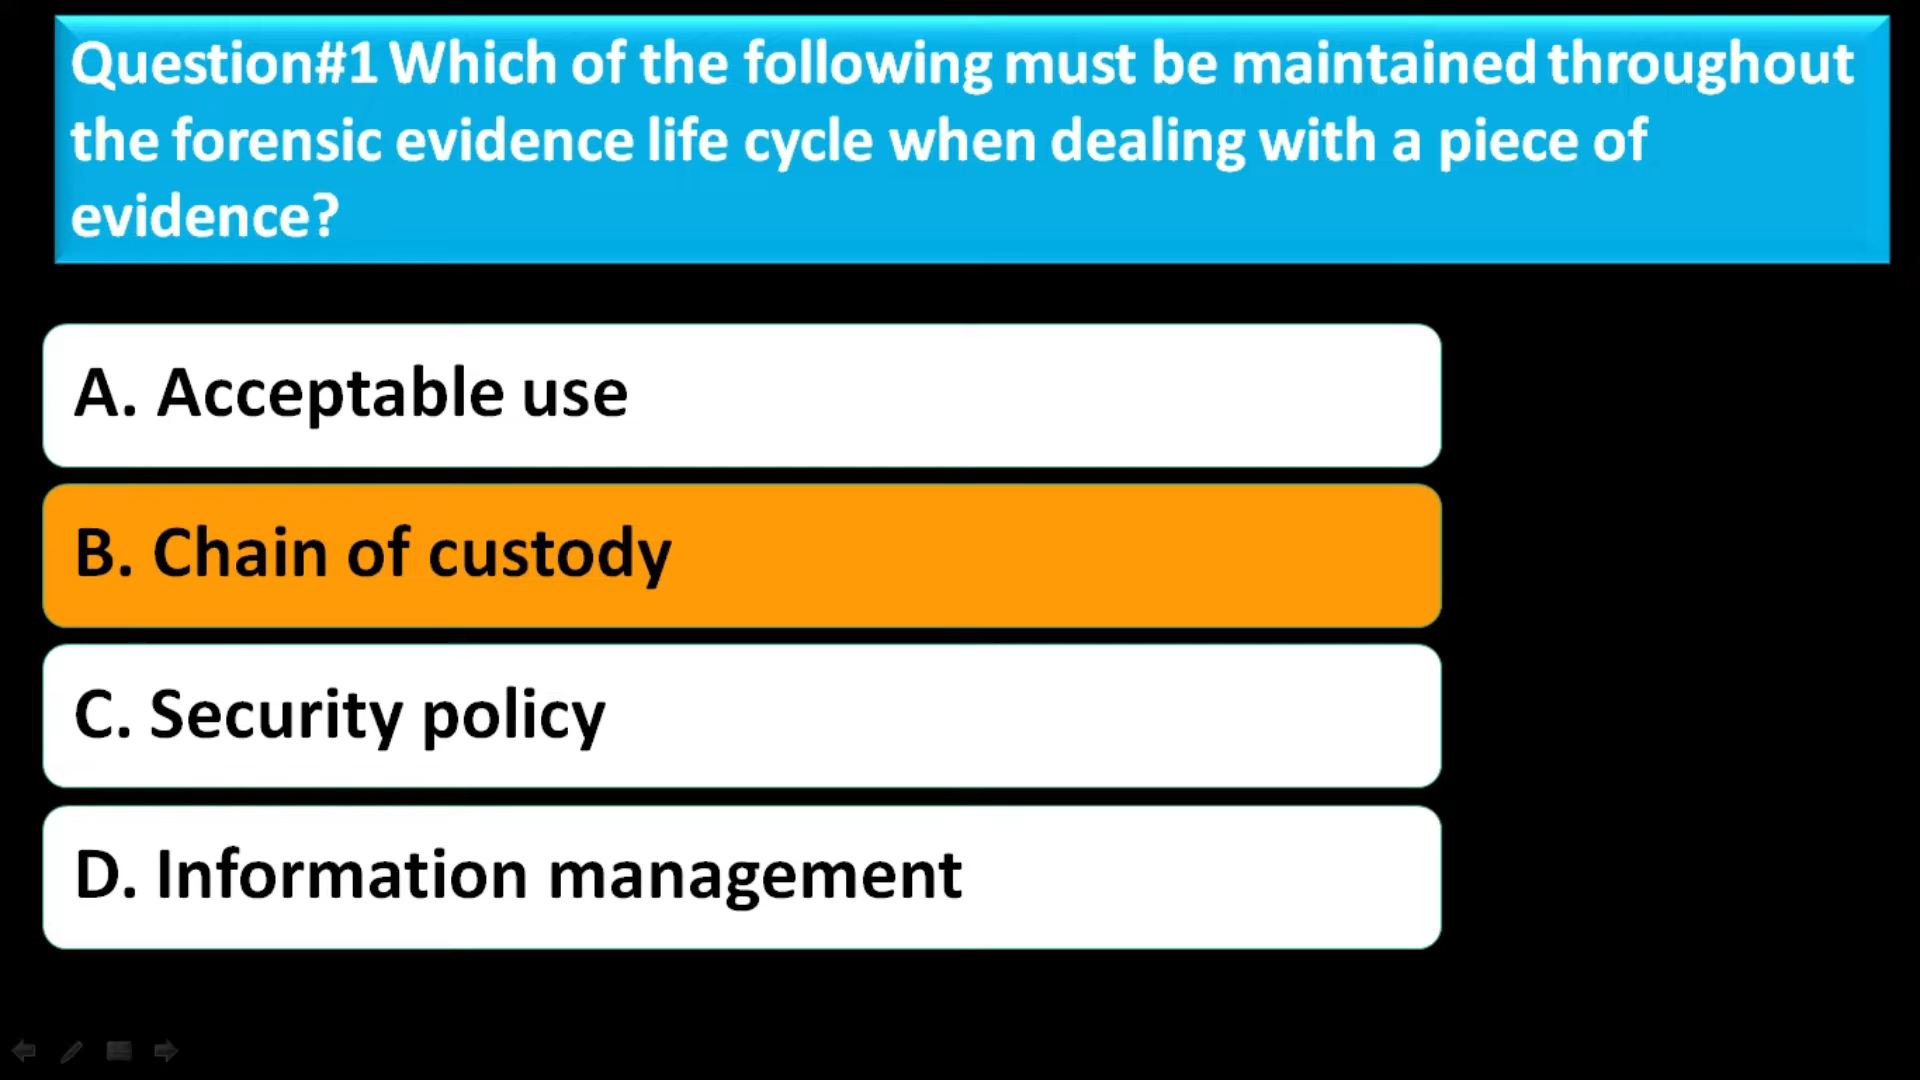 Question#1 Which of the following must be maintained throughout
the forensic evidence life cycle when dealing with a piece of
evidence?
A. Acceptable use
B. Chain of custody
C. Security policy
D. Information management